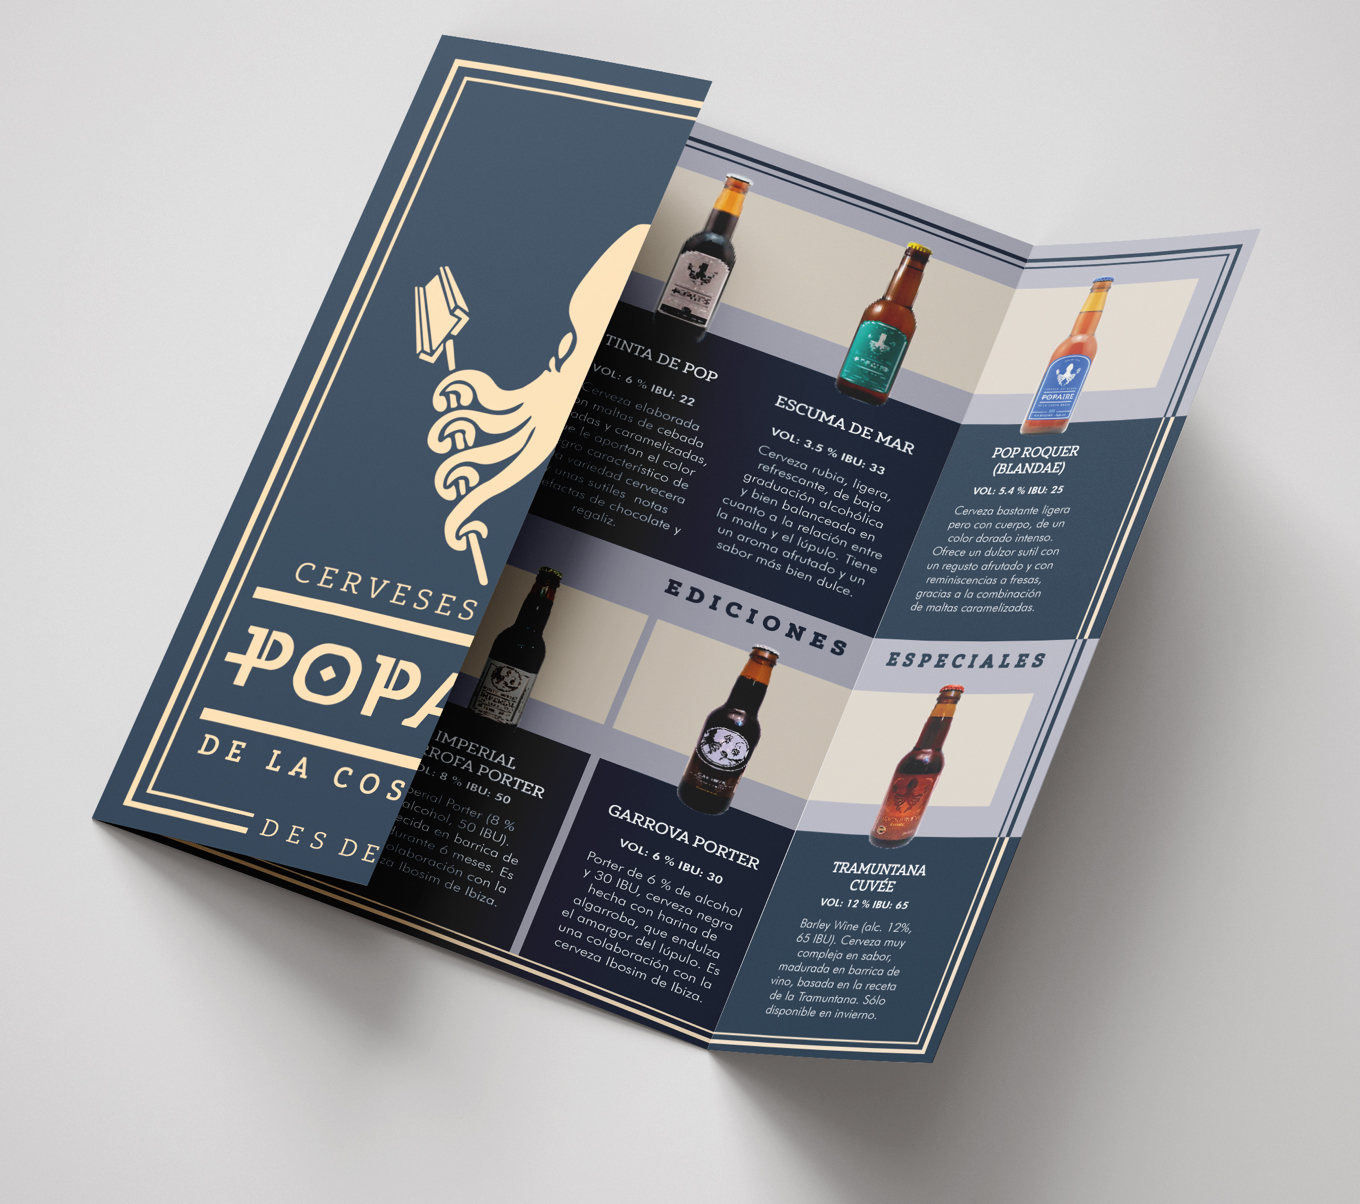 CERVESES
POPA
DE LA COS
DES DE
TINTA DE POP
VOL: 6 % IBU: 22
Cerveza elaborada
on maltas de cebada
adas y caramelizadas,
e le aportan el color
gro característico de
variedad cervecera
umas sutiles notas
efactas de chocolate y
regaliz.
ESCUMA DE MAR
VOL: 3.5 % IBU: 33
Cerveza rubia, ligera,
refrescante, de baja
graduación alcohólica
y bien balanceada en
cuanto a la relación entre
la malta y el lúpulo. Tiene
un aroma afrutado y un
sabor más bien dulce.
POPAIRE
POP ROQUER
(BLANDAE)
VOL: 5.4 % IBU: 25
Cerveza bastante ligera
pero con cuerpo, de un
color dorado intenso.
Ofrece un dulzor sutil con
un regusto afrutado y con
reminiscencias a fresas,
gracias a la combinación
de maltas caramelizadas.
EDICIONES ESPECIALES
IMPERIAL
RROFA PORTER
OL: 8 % IBU: 50
perial Porter (8 %
alcohol, 50 IBU).
ecida en barrica de
urante 6 meses. Es
olaboración con la
a Ibosim de Ibiza.
GARROVA PORTER
VOL: 6 % IBU: 30
Porter de 6 % de alcohol
y 30 IBU, cerveza negra
hecha con harina de
algarroba, que endulza
el amargor del lúpulo. Es
una colaboración con la
cerveza Ibosim de Ibiza.
TRAMUNTANA
CUVÉE
VOL: 12 % IBU: 65
Barley Wine (alc. 12%,
65 IBU). Cerveza muy
compleja en sabor,
madurada en barrica de
vino, basada en la receta
de la Tramuntana. Sólo
disponible en invierno.